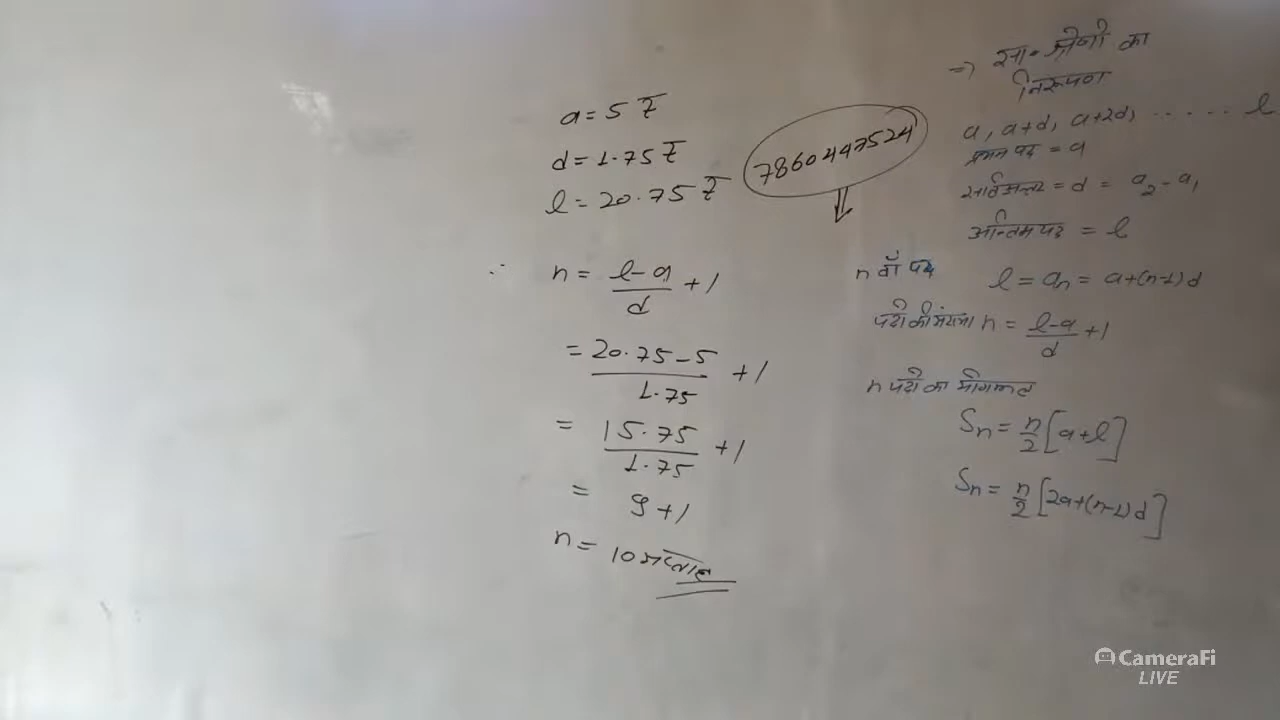 a = 5 ₹
d = 1.75 ₹
l = 20.75 ₹
∴ n = (l-a)/d + 1
= (20.75-5)/1.75 + 1
= 15.75/1.75 + 1
= 9+1
n = 10 सप्ताह
7860447524
⇒ सा. श्रेणी का
निरूपण
a, a+d, a+2d, ...... l
प्रथम पद = a
सार्वअन्तर = d = a₂-a₁
अन्तिम पद = l
n वाँ पद l = aₙ = a+(n-1)d
पदों की संख्या n = (l-a)/d + 1
n पदों का योगफल
Sₙ = n/2 [a+l]
Sₙ = n/2 [2a+(n-1)d]
CameraFi
LIVE